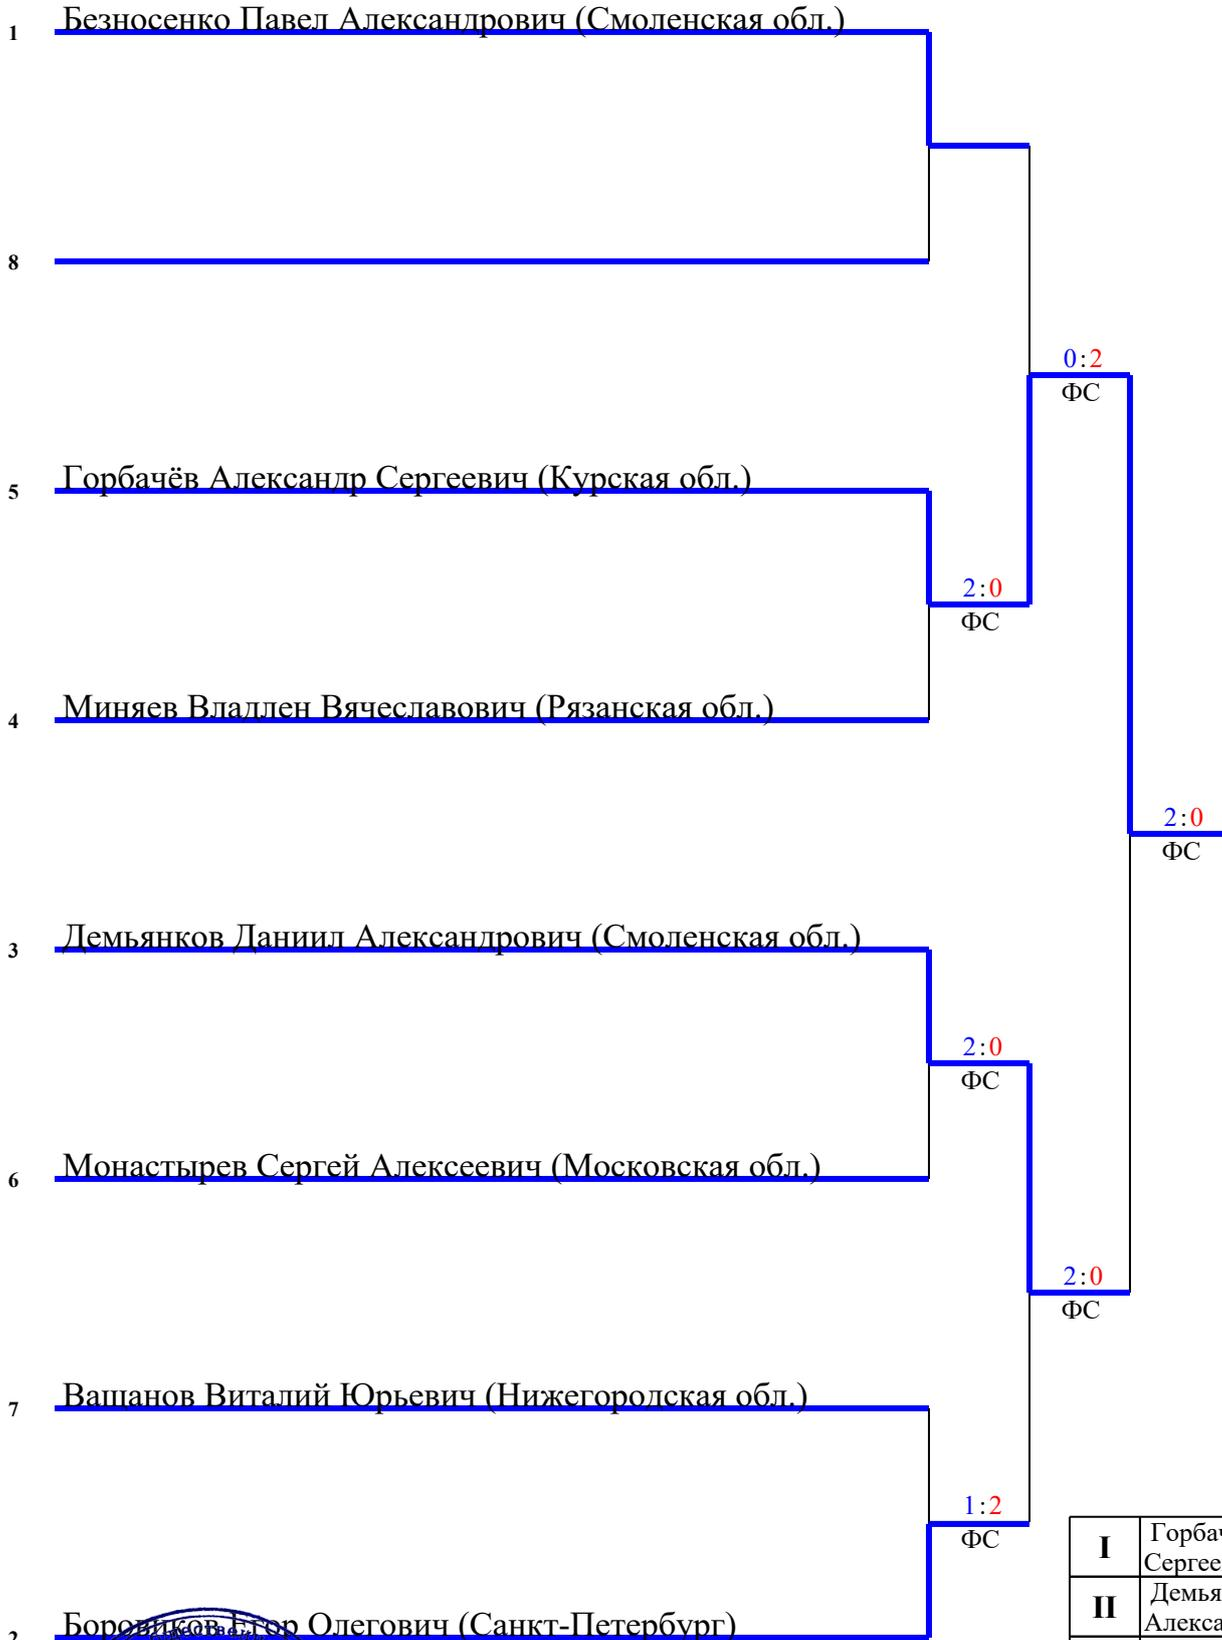 Безносенко Павел Александрович (Смоленская обл.)
1
8
0:2
ФС
Горбачёв Александр Сергеевич (Курская обл.)
5
2:0
ФС
Миняев Владлен Вячеславович (Рязанская обл.)
4
2:0
ФС
Демьянков Даниил Александрович (Смоленская обл.)
3
2:0
ФС
Монастырев Сергей Алексеевич (Московская обл.)
6
2:0
ФС
Ващанов Виталий Юрьевич (Нижегородская обл.)
7
1:2
ФС
I
II
Боровиков Егор Олегович (Санкт-Петербург)
2